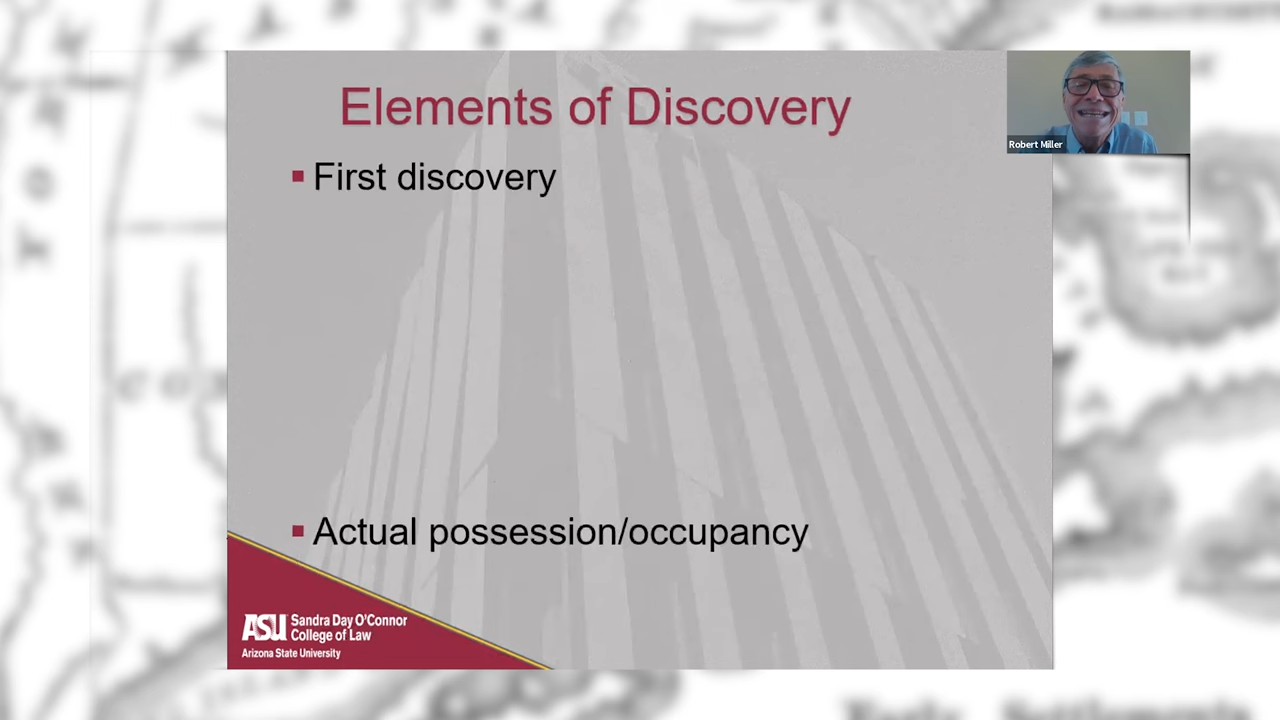 Elements of Discovery
Robert Miller
▪ First discovery
▪ Actual possession/occupancy
ASU Sandra Day O'Connor
College of Law
Arizona State University